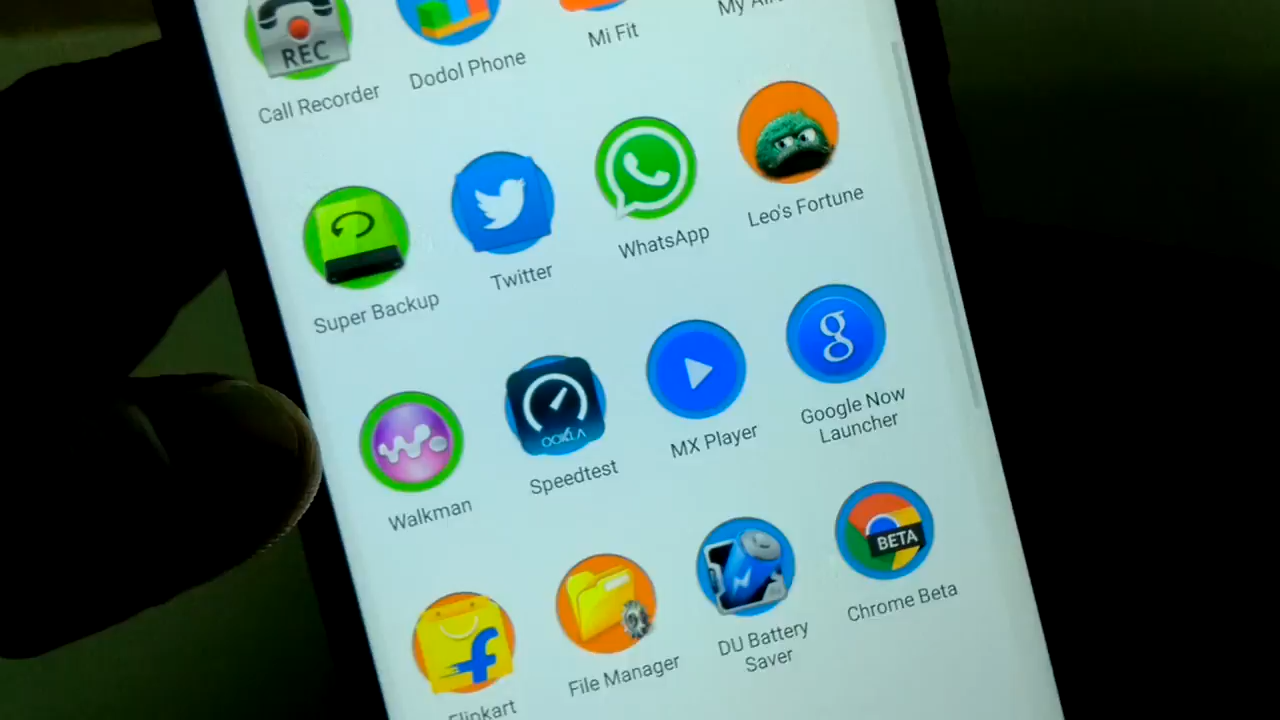 REC
Call Recorder
Dodol Phone
Mi Fit
My
Super Backup
Twitter
WhatsApp
Leo's Fortune
Walkman
OOKLA
Speedtest
MX Player
g
Google Now
Launcher
f
Flipkart
File Manager
DU Battery
Saver
BETA
Chrome Beta